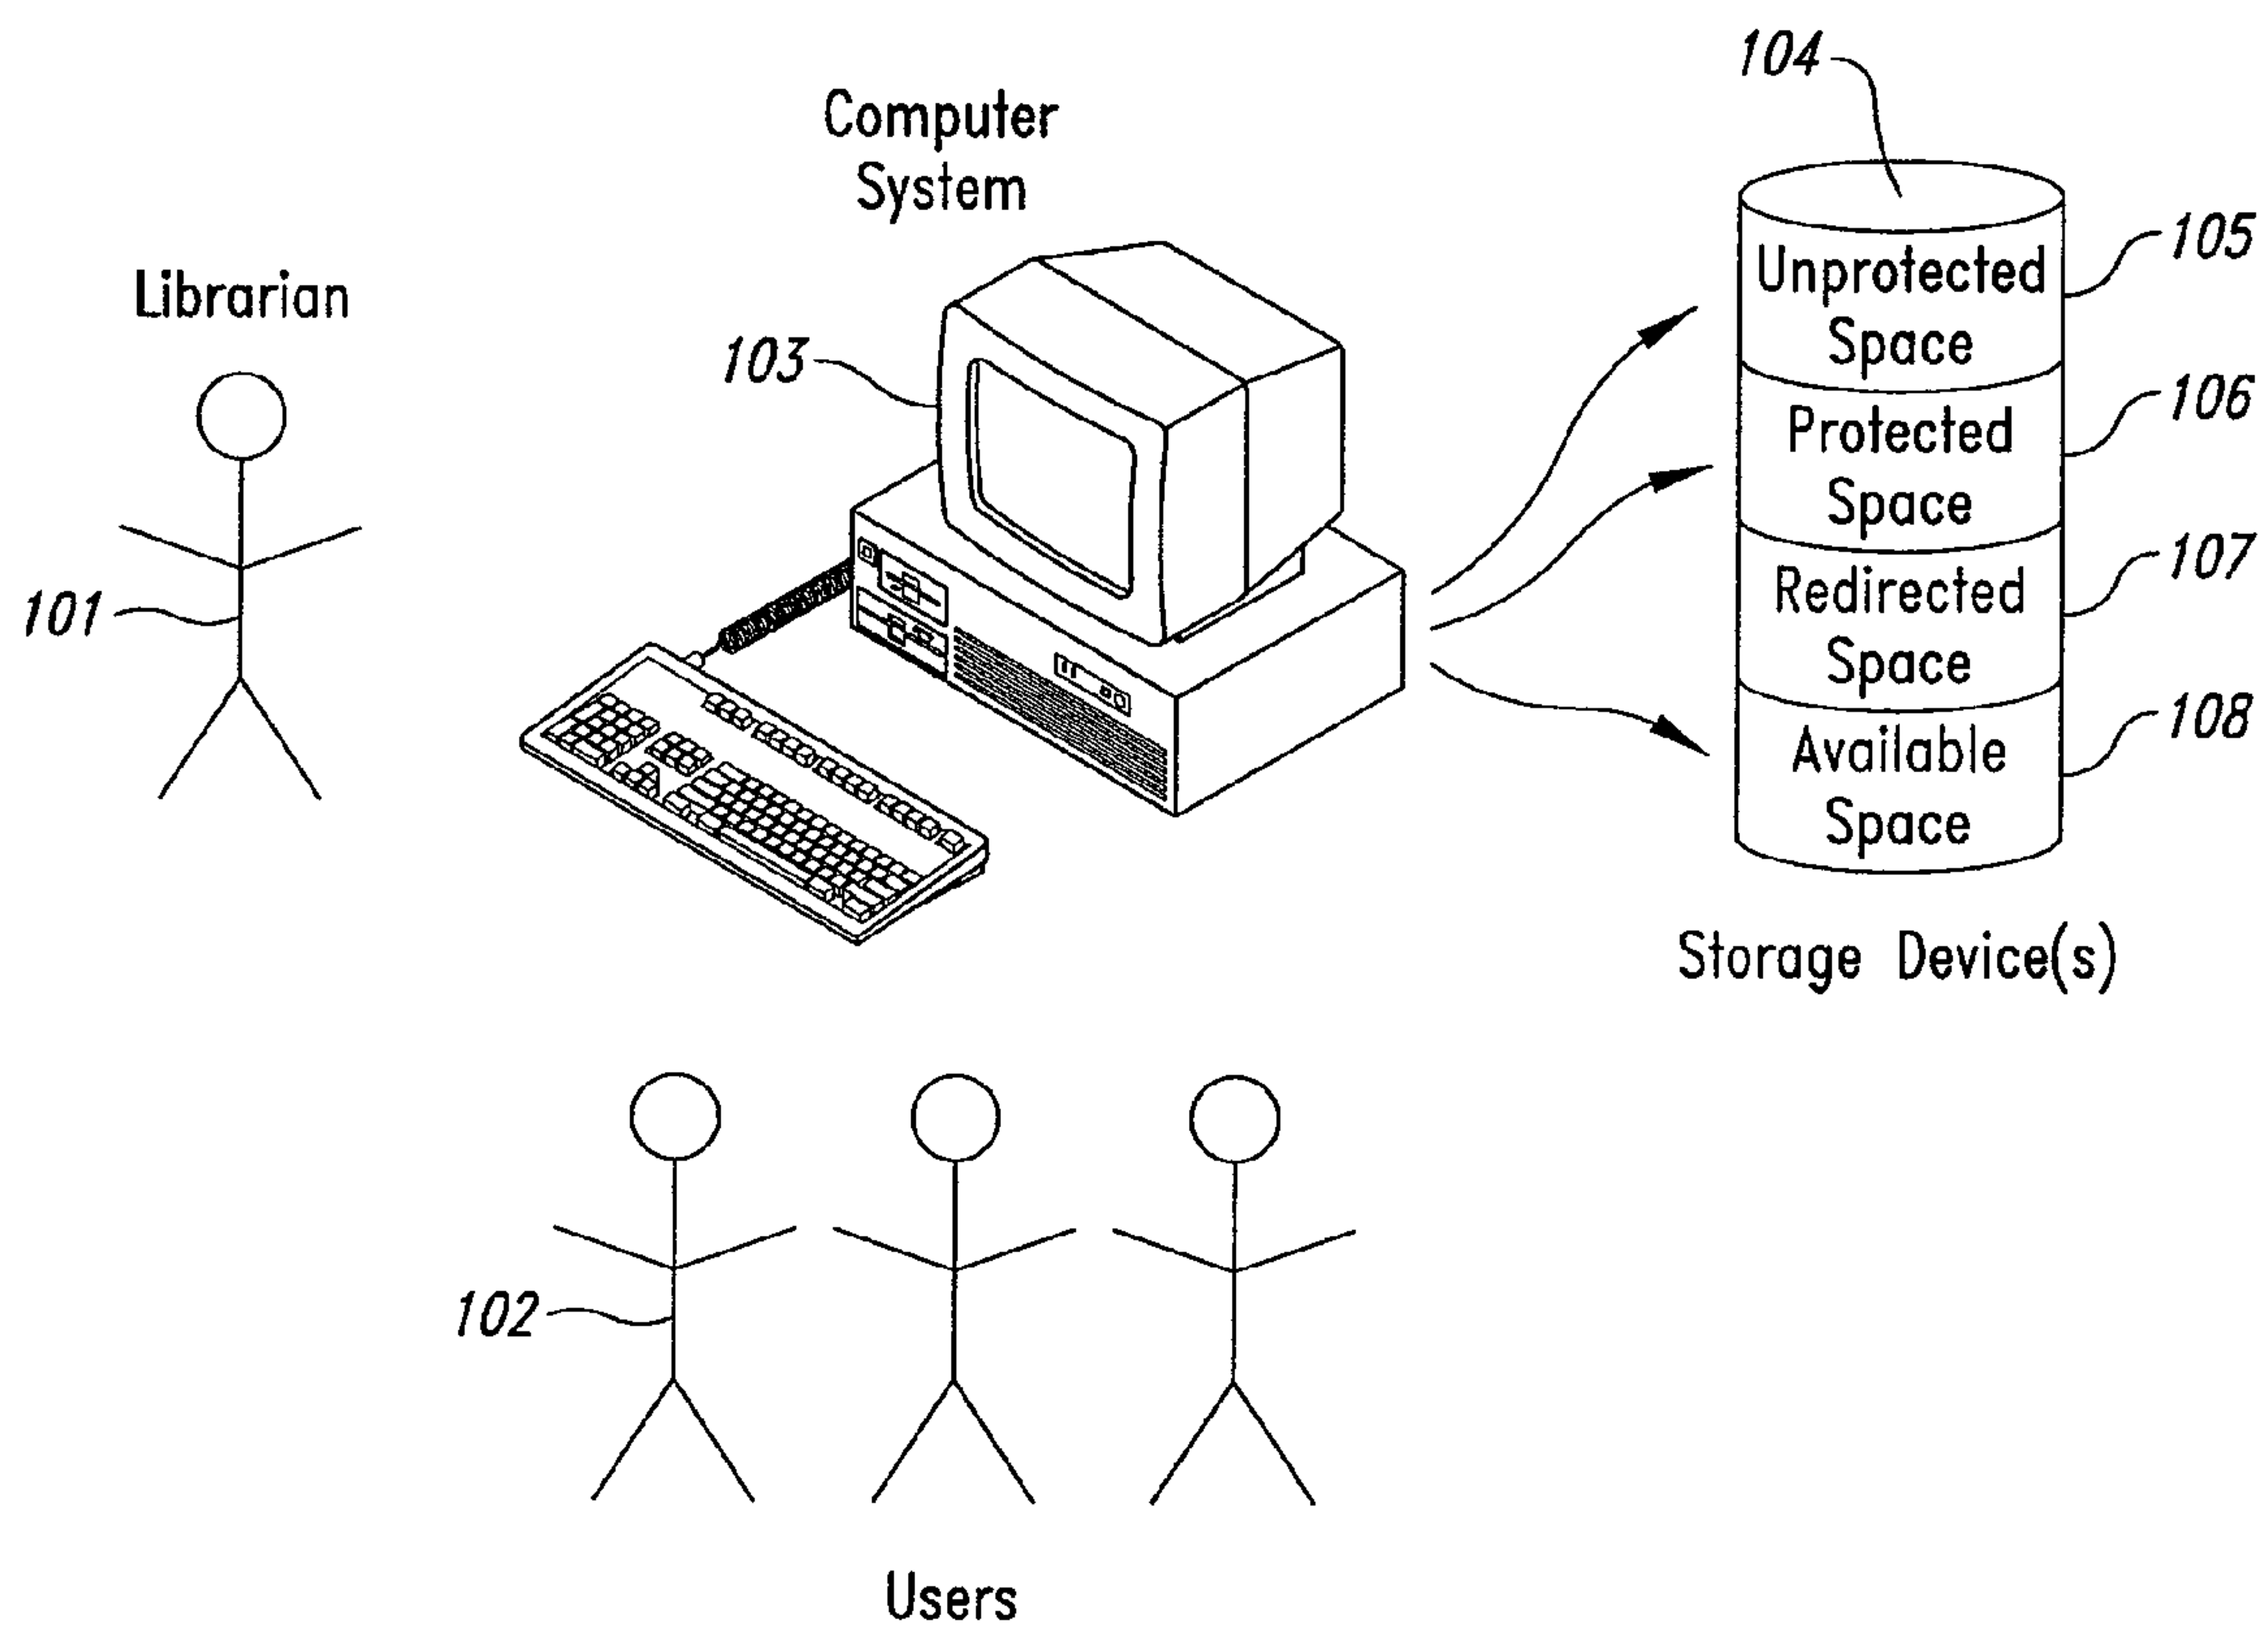 104
Computer
System
105
Unprotected
Space
Librarian
103
106
Protected
Space
107
Redirected
Space
101
108
Available
Space
Storage Device(s)
102
Users